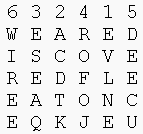 6 3 2 4 1 5
W E A R E D
I S C O V E
R E D F L E
E A T O N C
E Q K J E U